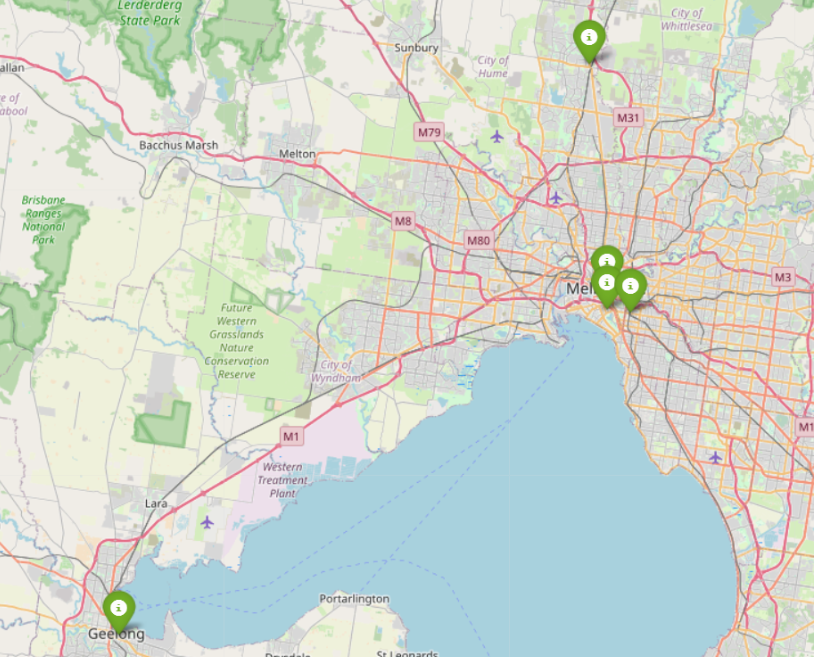 Lerderderg
State Park
City of
Whittlesea
Sunbury
allan
City of
Hume
e of
abool
M31
M79
Bacchus Marsh
Melton
Brisbane
Ranges
National
Park
M8
M80
M3
Mel
Future
Western
Grasslands
Nature
Conservation
Reserve
City of
Wyndham
M1
M1
Western
Treatment
Plant
Lara
Portarlington
Geelong
St Leonards